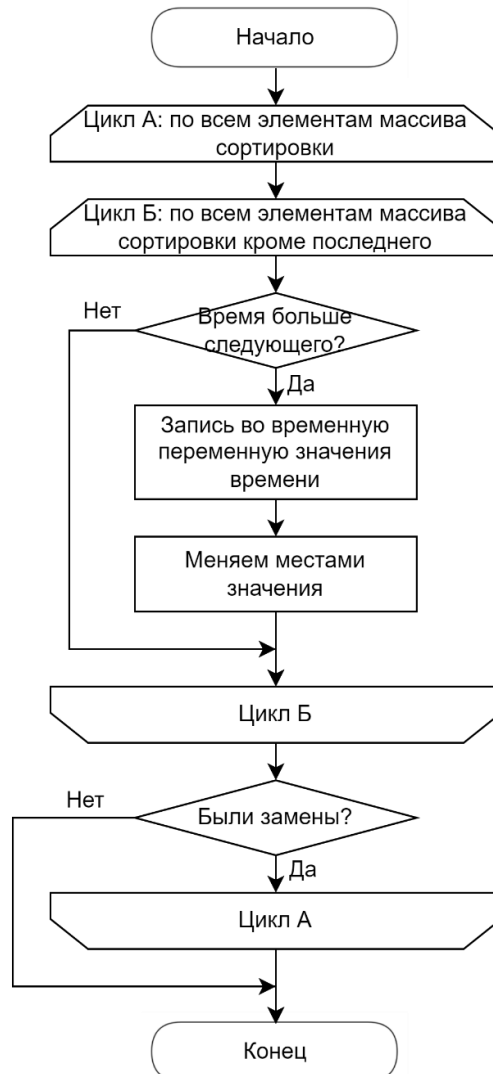 Начало
Цикл А: по всем элементам массива
сортировки
Цикл Б: по всем элементам массива
сортировки кроме последнего
Нет
Время больше
следующего?
Да
Запись во временную
переменную значения
времени
Меняем местами
значения
Цикл Б
Нет
Были замены?
Да
Цикл А
Конец